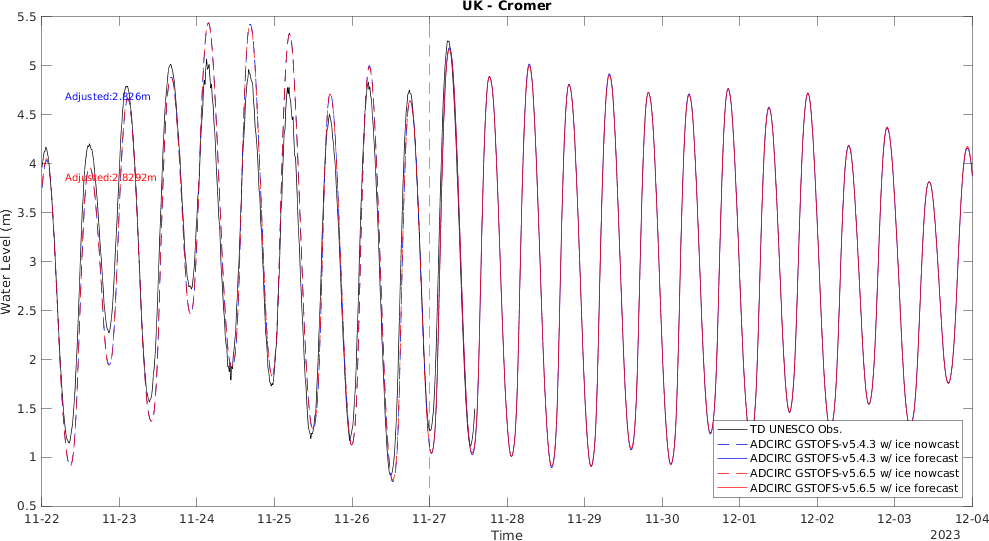 UK - Cromer
5.5
5
4.5
4
3.5
3
2.5
2
1.5
1
0.5
Water Level (m)
Adjusted:2.826m
Adjusted:2.8292m
TD UNESCO Obs.
ADCIRC GSTOFS-v5.4.3 w/ ice nowcast
ADCIRC GSTOFS-v5.4.3 w/ ice forecast
ADCIRC GSTOFS-v5.6.5 w/ ice nowcast
ADCIRC GSTOFS-v5.6.5 w/ ice forecast
11-22 11-23 11-24 11-25 11-26 11-27 11-28 11-29 11-30 12-01 12-02 12-03 12-04
Time
2023